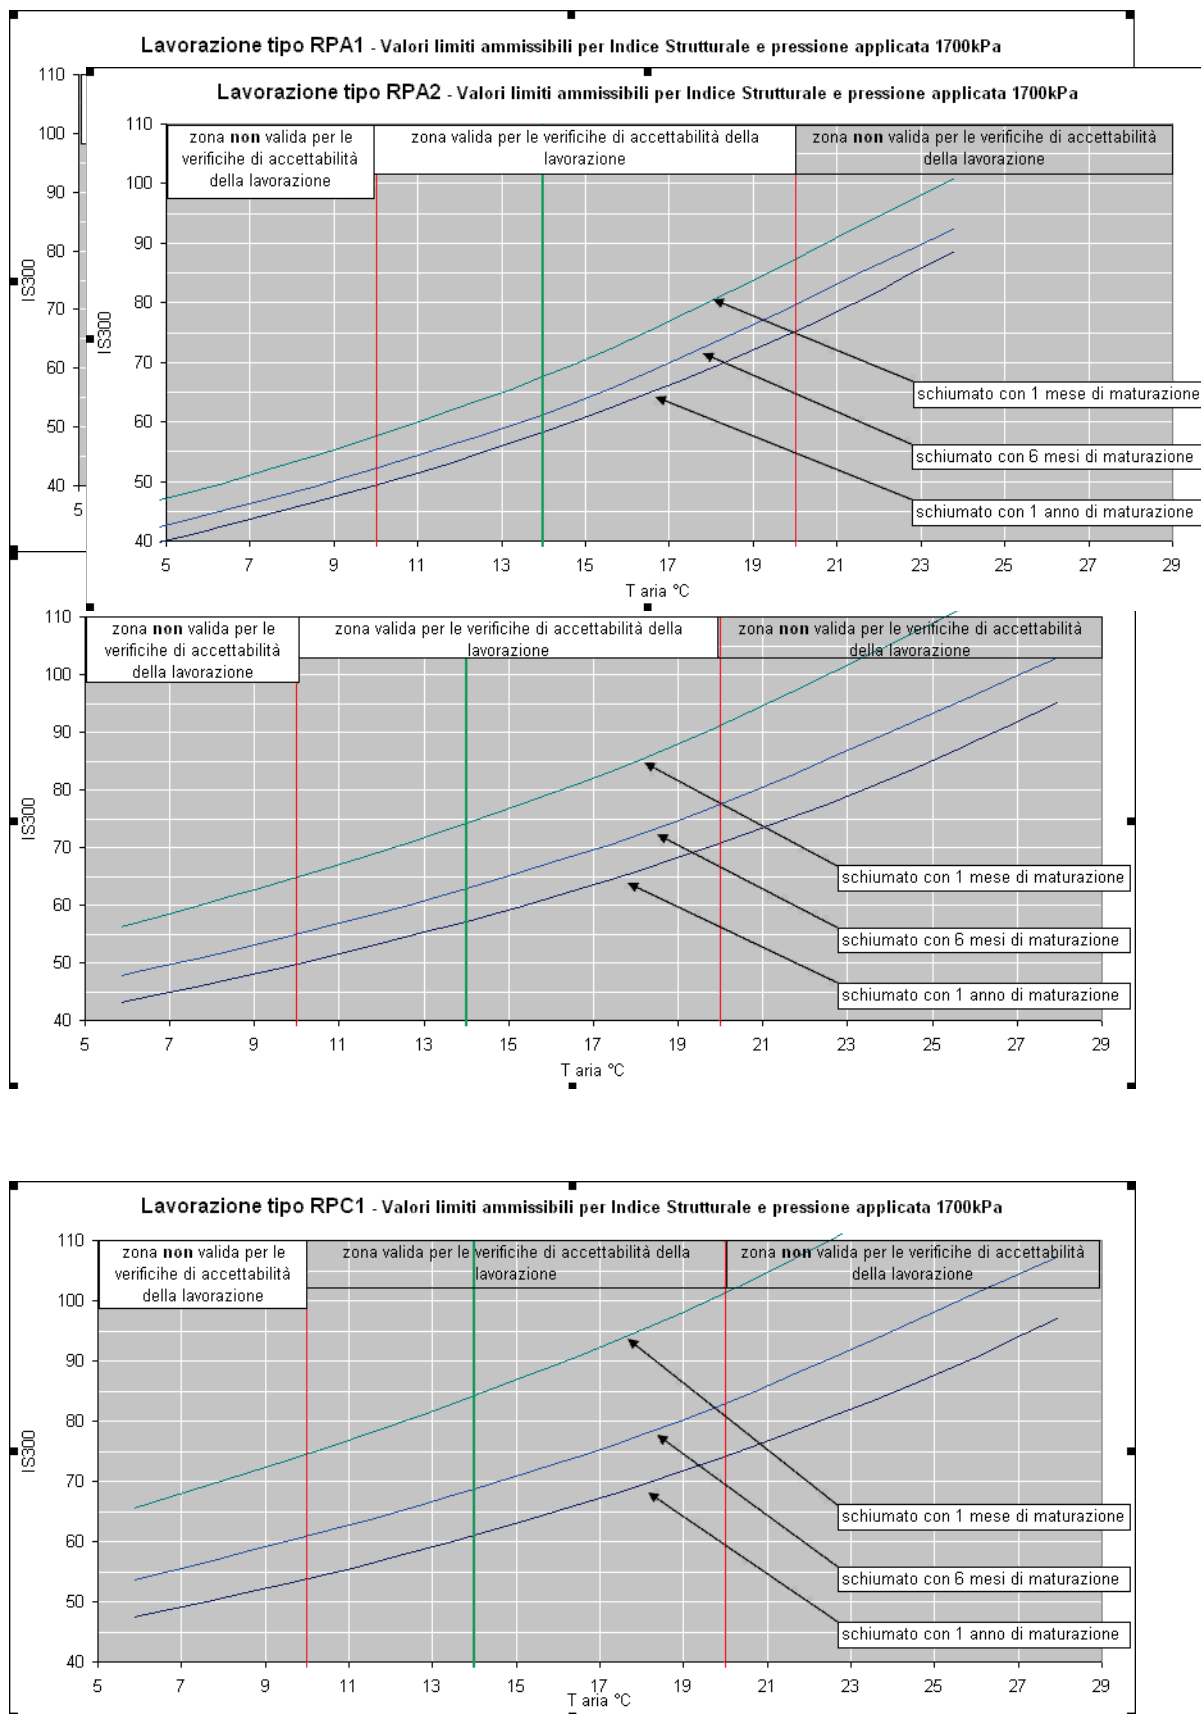 Lavorazione tipo RPA1 - Valori limiti ammissibili per Indice Strutturale e pressione applicata 1700kPa
110
100
90
80
70
60
50
40
5
IS300
Lavorazione tipo RPA2 - Valori limiti ammissibili per Indice Strutturale e pressione applicata 1700kPa
110
100
90
80
70
60
50
40
IS300
zona non valida per le
verificihe di accettabilità
della lavorazione
zona valida per le verificihe di accettabilità della
lavorazione
zona non valida per le verificihe di accettabilità
della lavorazione
schiumato con 1 mese di maturazione
schiumato con 6 mesi di maturazione
schiumato con 1 anno di maturazione
5 7 9 11 13 15 17 19 21 23 25 27 29
T aria °C
110
100
90
80
70
60
50
40
IS300
zona non valida per le
verificihe di accettabilità
della lavorazione
zona valida per le verificihe di accettabilità della
lavorazione
zona non valida per le verificihe di accettabilità
della lavorazione
schiumato con 1 mese di maturazione
schiumato con 6 mesi di maturazione
schiumato con 1 anno di maturazione
5 7 9 11 13 15 17 19 21 23 25 27 29
T aria °C
Lavorazione tipo RPC1 - Valori limiti ammissibili per Indice Strutturale e pressione applicata 1700kPa
110
100
90
80
70
60
50
40
IS300
zona non valida per le
verificihe di accettabilità
della lavorazione
zona valida per le verificihe di accettabilità della
lavorazione
zona non valida per le verificihe di accettabilità
della lavorazione
schiumato con 1 mese di maturazione
schiumato con 6 mesi di maturazione
schiumato con 1 anno di maturazione
5 7 9 11 13 15 17 19 21 23 25 27 29
T aria °C